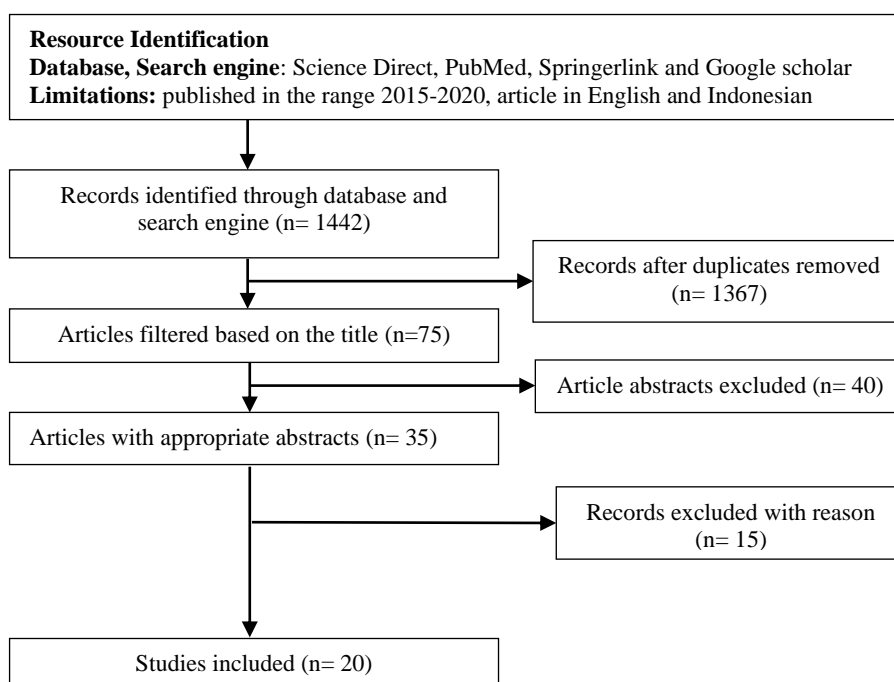 Resource Identification
Database, Search engine: Science Direct, PubMed, Springerlink and Google scholar
Limitations: published in the range 2015-2020, article in English and Indonesian
Records identified through database and
search engine (n= 1442)
Records after duplicates removed
(n= 1367)
Articles filtered based on the title (n=75)
Article abstracts excluded (n= 40)
Articles with appropriate abstracts (n= 35)
Records excluded with reason
(n= 15)
Studies included (n= 20)